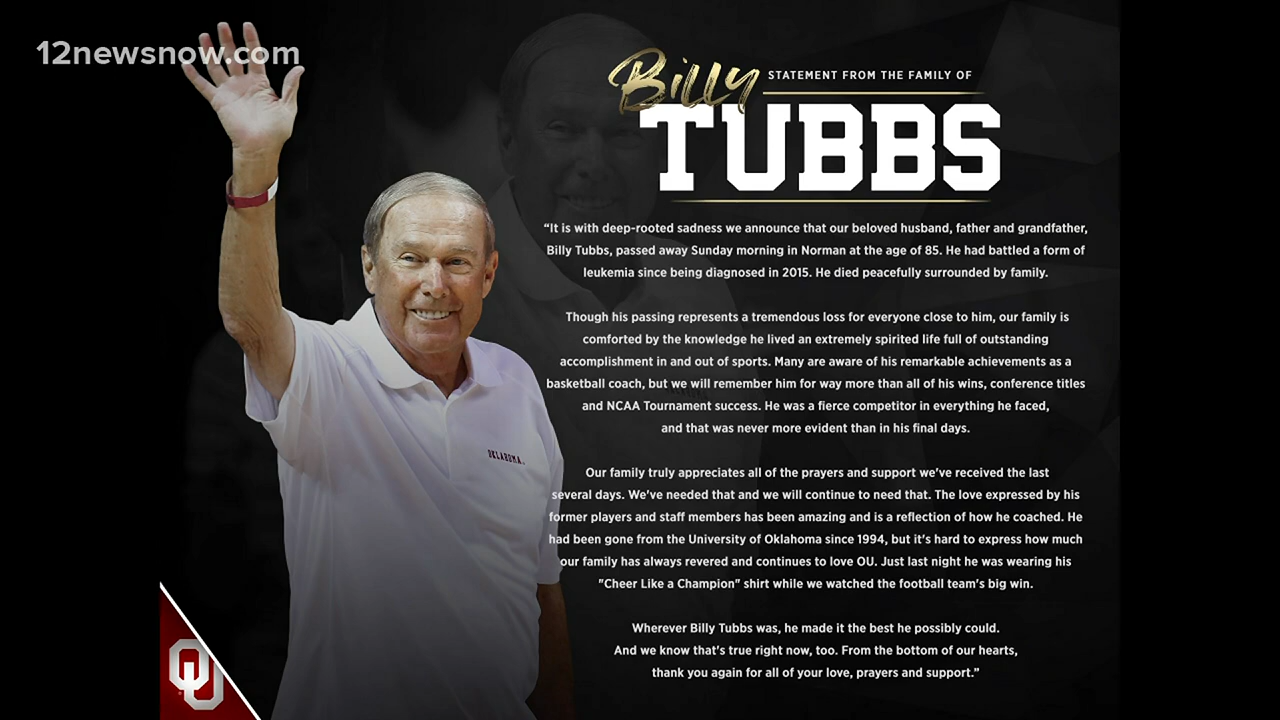 12newsnow.com
Billy STATEMENT FROM THE FAMILY OF
TUBBS
“It is with deep-rooted sadness we announce that our beloved husband, father and grandfather,
Billy Tubbs, passed away Sunday morning in Norman at the age of 85. He had battled a form of
leukemia since being diagnosed in 2015. He died peacefully surrounded by family.
Though his passing represents a tremendous loss for everyone close to him, our family is
comforted by the knowledge he lived an extremely spirited life full of outstanding
accomplishment in and out of sports. Many are aware of his remarkable achievements as a
basketball coach, but we will remember him for way more than all of his wins, conference titles
and NCAA Tournament success. He was a fierce competitor in everything he faced,
and that was never more evident than in his final days.
Our family truly appreciates all of the prayers and support we've received the last
several days. We've needed that and we will continue to need that. The love expressed by his
former players and staff members has been amazing and is a reflection of how he coached. He
had been gone from the University of Oklahoma since 1994, but it's hard to express how much
our family has always revered and continues to love OU. Just last night he was wearing his
"Cheer Like a Champion" shirt while we watched the football team's big win.
Wherever Billy Tubbs was, he made it the best he possibly could.
And we know that's true right now, too. From the bottom of our hearts,
thank you again for all of your love, prayers and support.”
OKLAHOMA
OU